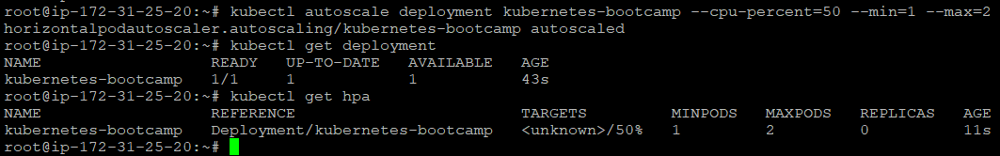 root@ip-172-31-25-20:~# kubectl autoscale deployment kubernetes-bootcamp --cpu-percent=50 --min=1 --max=2
horizontalpodautoscaler.autoscaling/kubernetes-bootcamp autoscaled
root@ip-172-31-25-20:~# kubectl get deployment
NAME READY UP-TO-DATE AVAILABLE AGE
kubernetes-bootcamp 1/1 1 1 43s
root@ip-172-31-25-20:~# kubectl get hpa
NAME REFERENCE TARGETS MINPODS MAXPODS REPLICAS AGE
kubernetes-bootcamp Deployment/kubernetes-bootcamp <unknown>/50% 1 2 0 11s
root@ip-172-31-25-20:~#